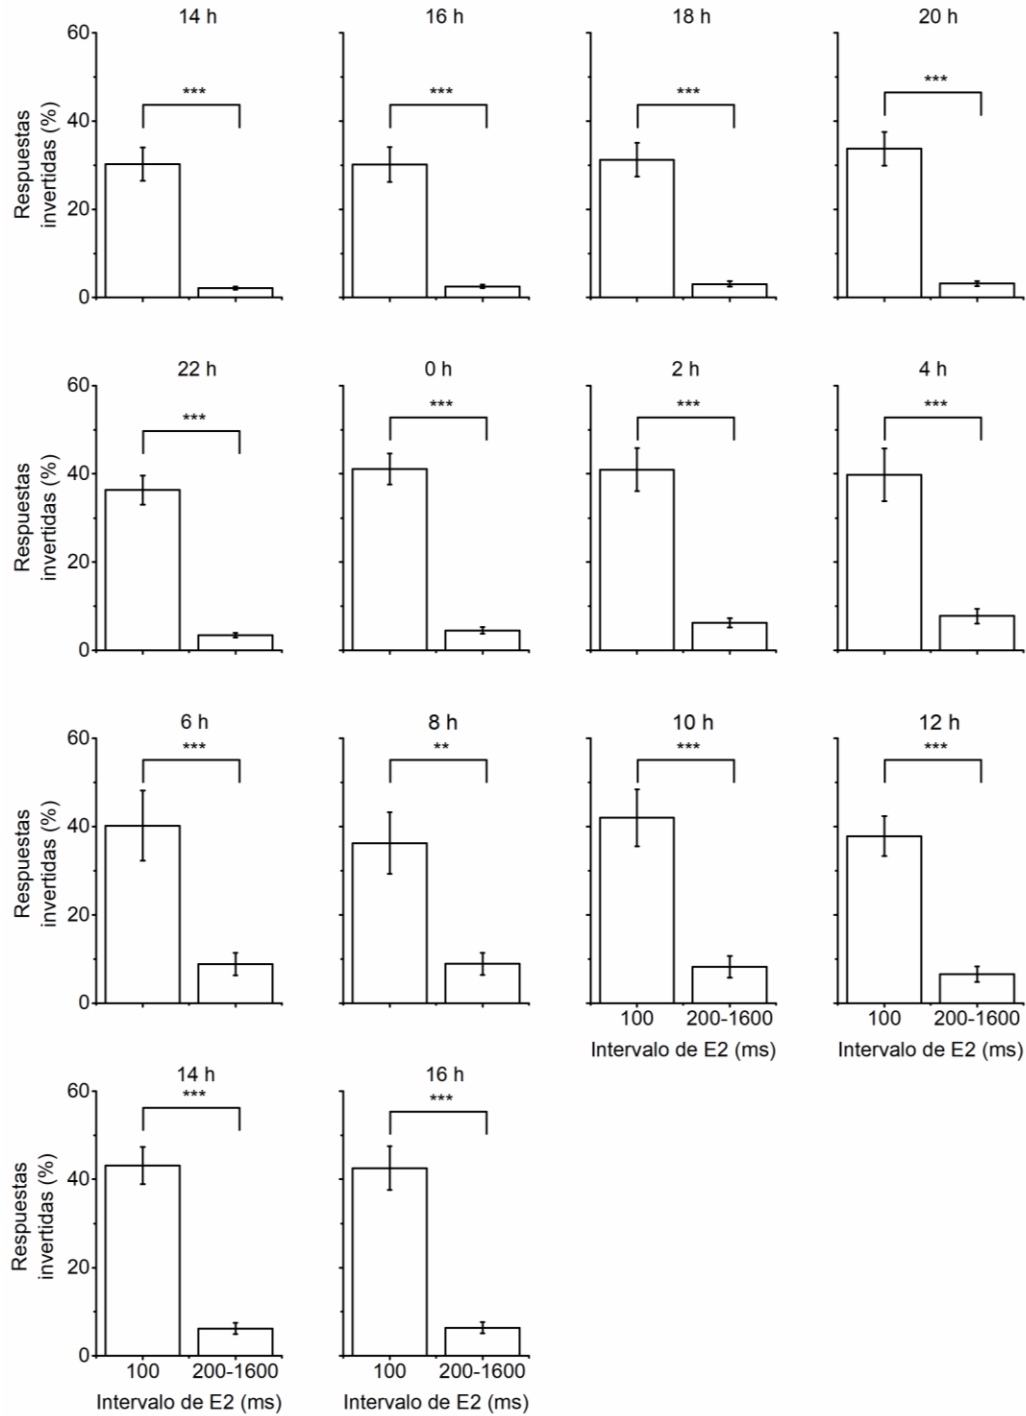 14 h
16 h
18 h
20 h
Respuestas
invertidas (%)
60
40
20
0
***
***
***
***
22 h
0 h
2 h
4 h
Respuestas
invertidas (%)
60
40
20
0
***
***
***
***
6 h
8 h
10 h
12 h
Respuestas
invertidas (%)
60
40
20
0
***
**
***
***
100 200-1600
100 200-1600
Intervalo de E2 (ms)
Intervalo de E2 (ms)
14 h
16 h
Respuestas
invertidas (%)
60
40
20
0
***
***
100 200-1600
100 200-1600
Intervalo de E2 (ms)
Intervalo de E2 (ms)